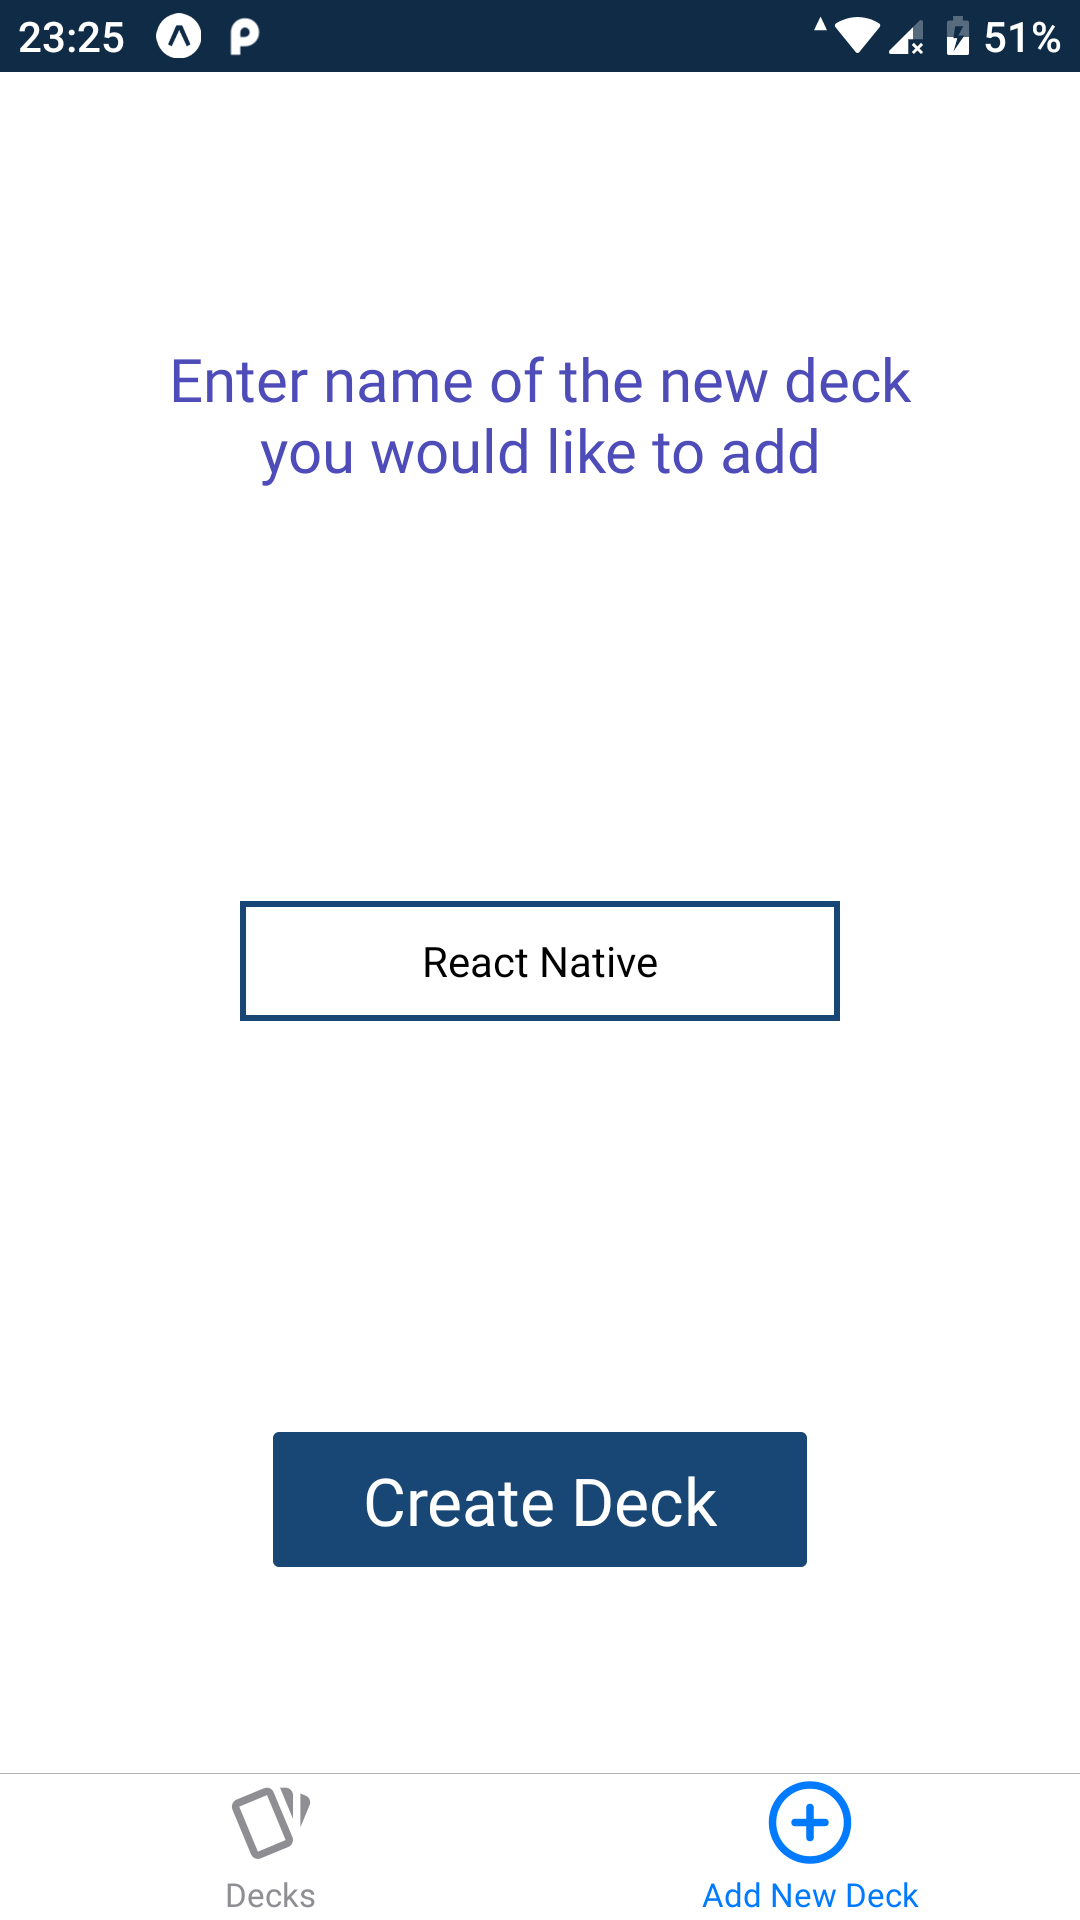 23:25 51%
Enter name of the new deck
you would like to add
React Native
Create Deck
Decks
Add New Deck